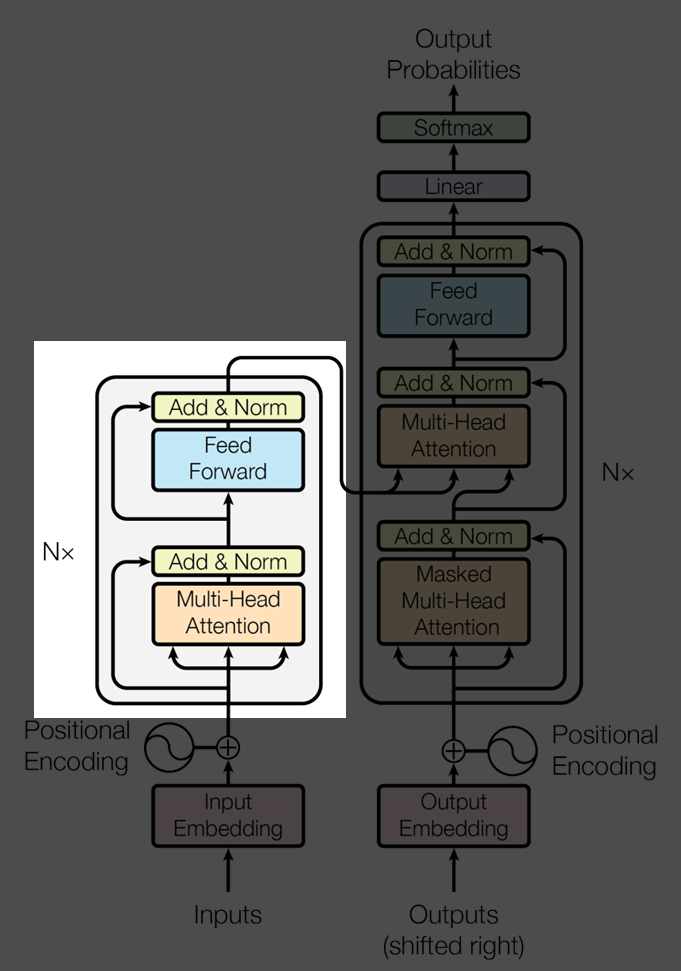 Output
Probabilities
Softmax
Linear
Add & Norm
Feed
Forward
Add & Norm
Multi-Head
Attention
Add & Norm
Masked
Multi-Head
Attention
N×
Add & Norm
Feed
Forward
Add & Norm
Multi-Head
Attention
N×
Positional
Encoding
Positional
Encoding
Input
Embedding
Output
Embedding
Inputs
Outputs
(shifted right)